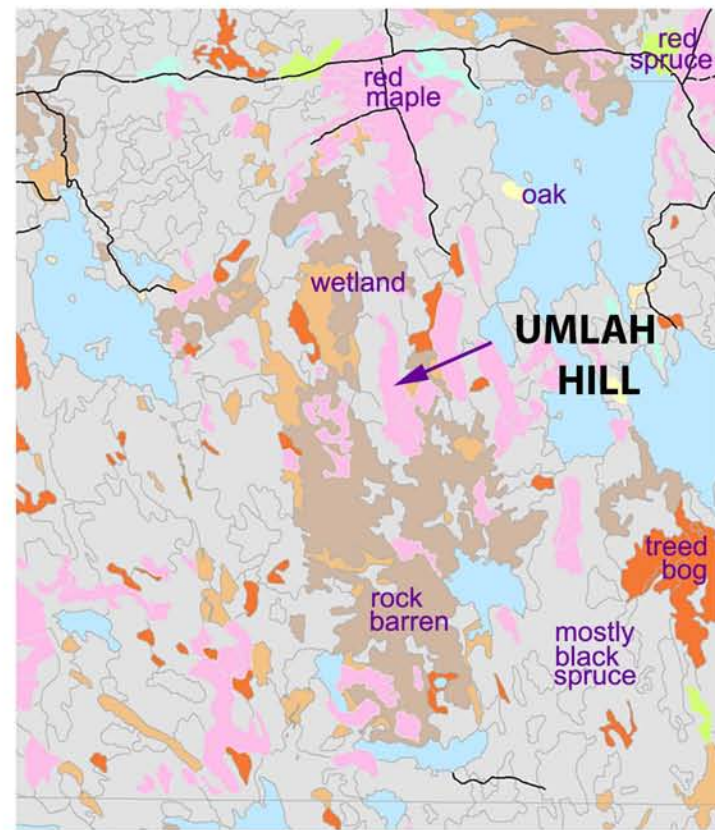 red
spruce
red
maple
oak
wetland
UMLAH
HILL
treed
bog
rock
barren
mostly
black
spruce